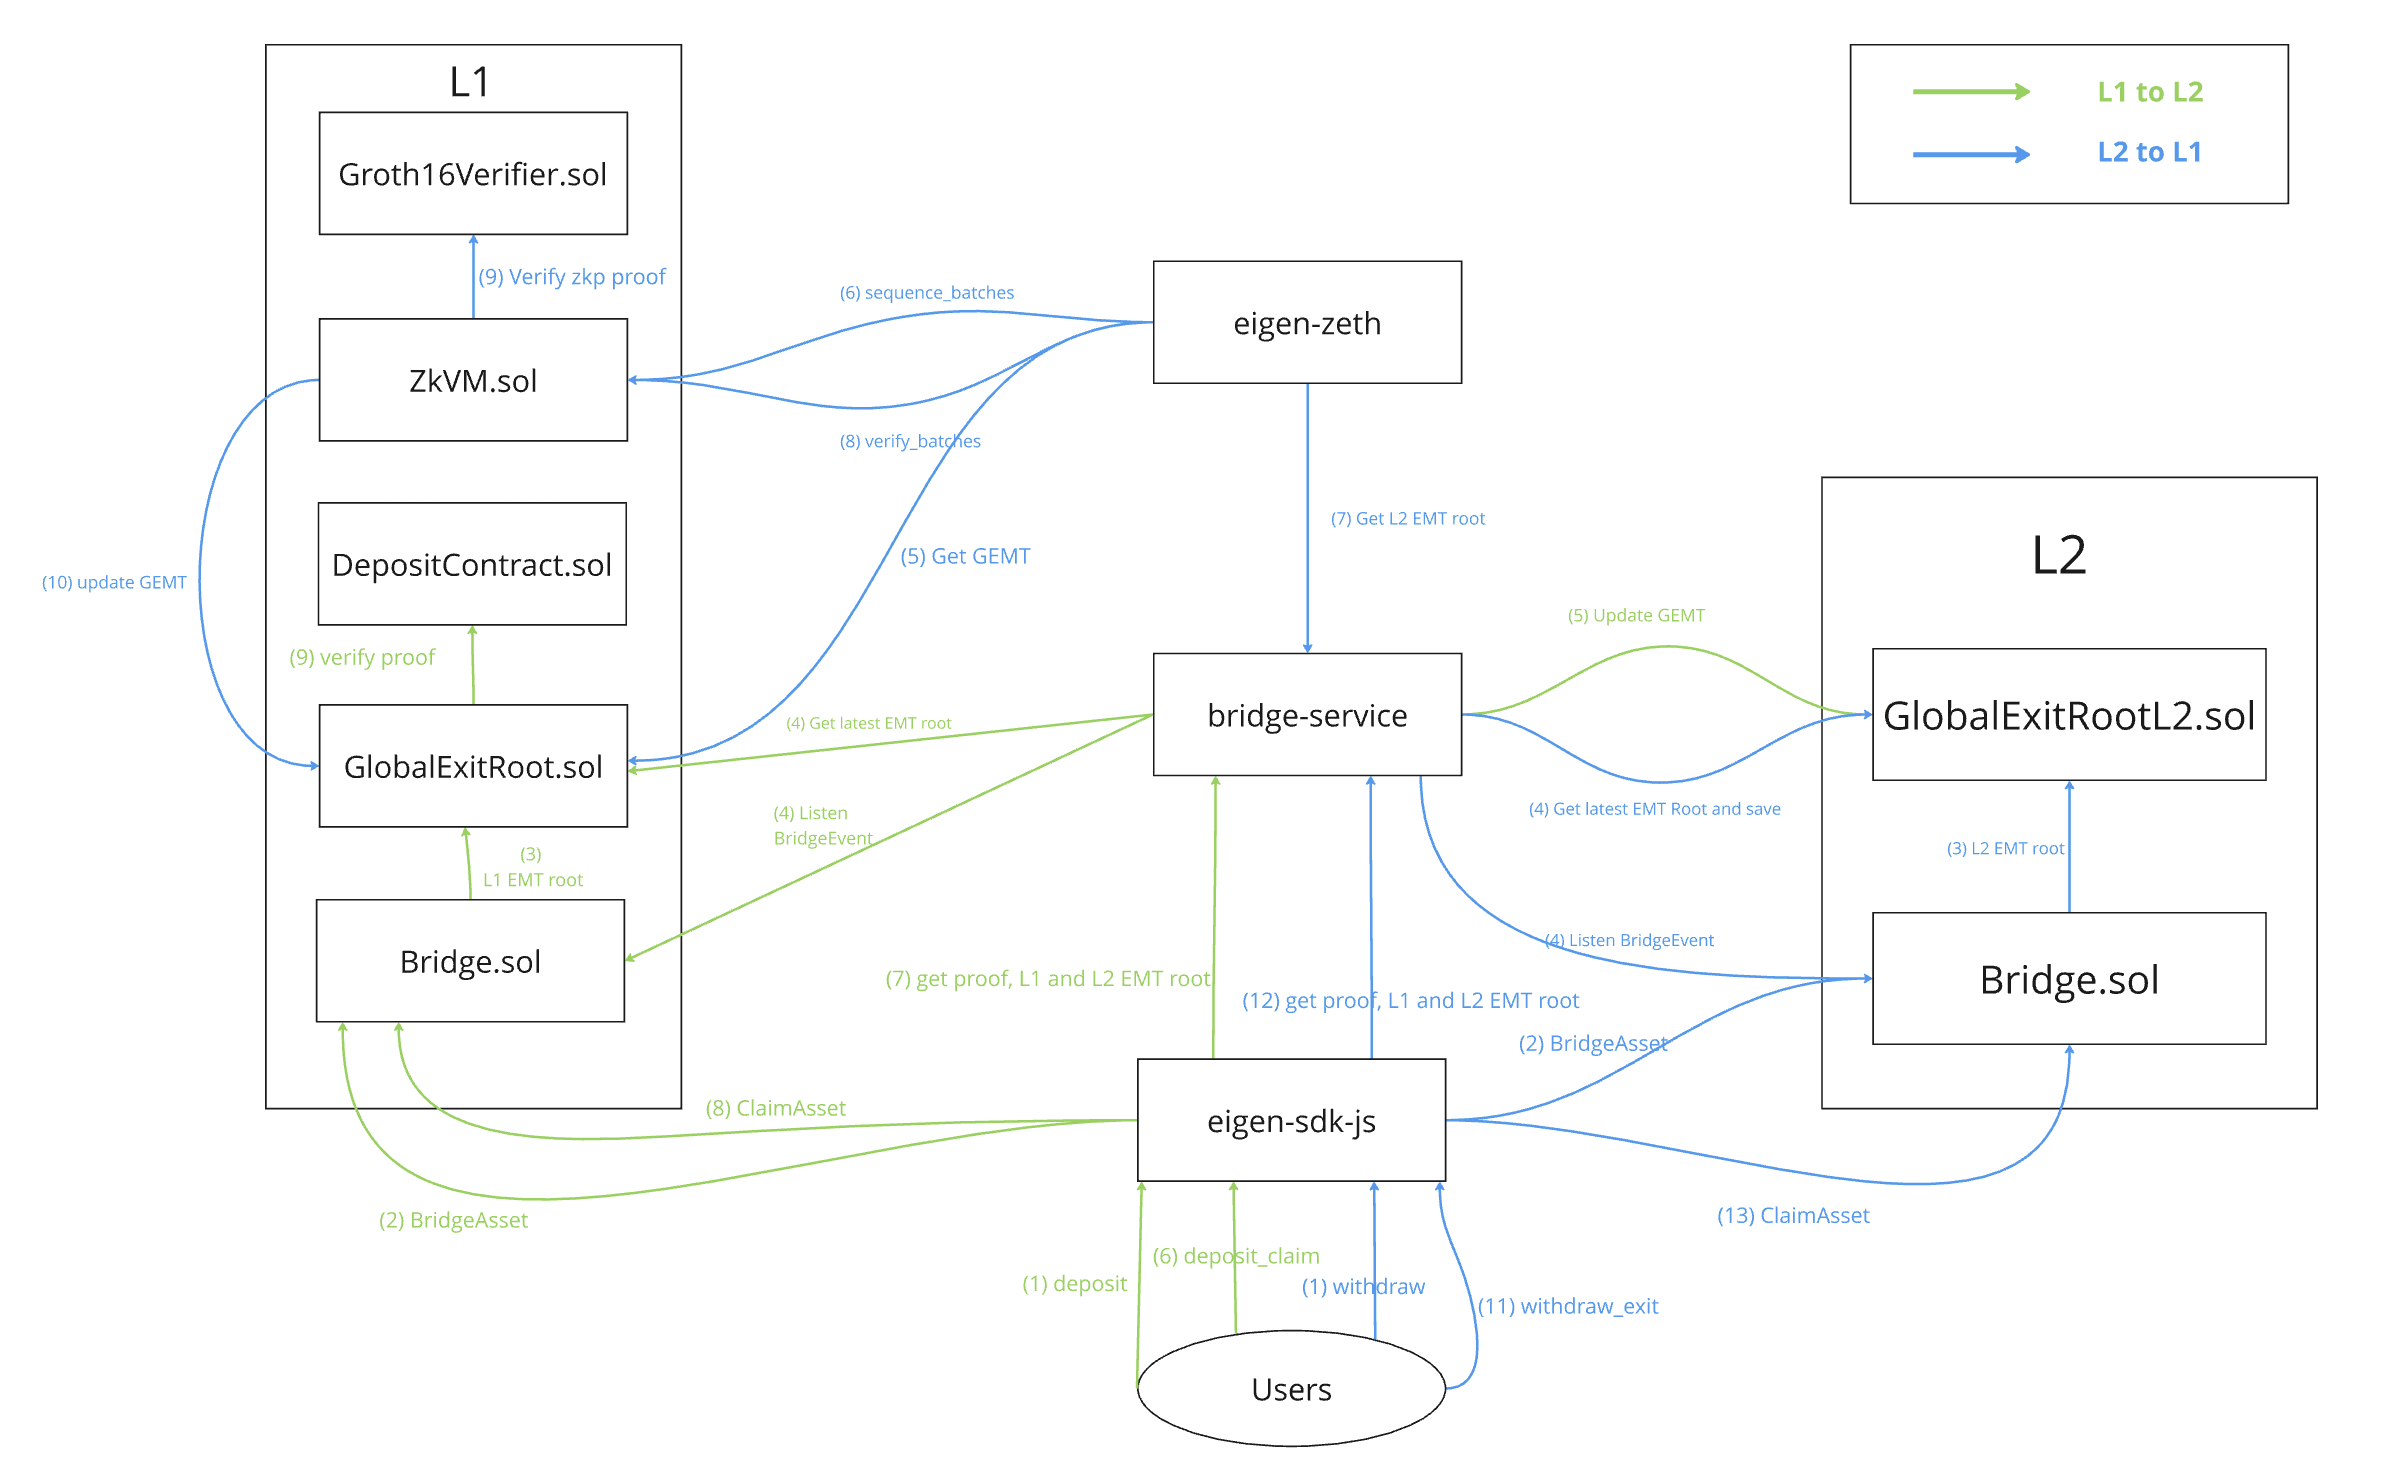 L1
L1 to L2
L2 to L1
Groth16Verifier.sol
(9) Verify zkp proof
(6) sequence_batches
eigen-zeth
ZkVM.sol
(8) verify_batches
(7) Get L2 EMT root
L2
DepositContract.sol
(5) Get GEMT
(10) update GEMT
(5) Update GEMT
(9) verify proof
(4) Get latest EMT root
bridge-service
GlobalExitRootL2.sol
GlobalExitRoot.sol
(4) Listen
BridgeEvent
(4) Get latest EMT Root and save
(3)
L1 EMT root
(3) L2 EMT root
(4) Listen BridgeEvent
Bridge.sol
Bridge.sol
(7) get proof, L1 and L2 EMT root
(12) get proof, L1 and L2 EMT root
(2) BridgeAsset
(8) ClaimAsset
eigen-sdk-js
(2) BridgeAsset
(13) ClaimAsset
(6) deposit_claim
(1) deposit
(1) withdraw
(11) withdraw_exit
Users